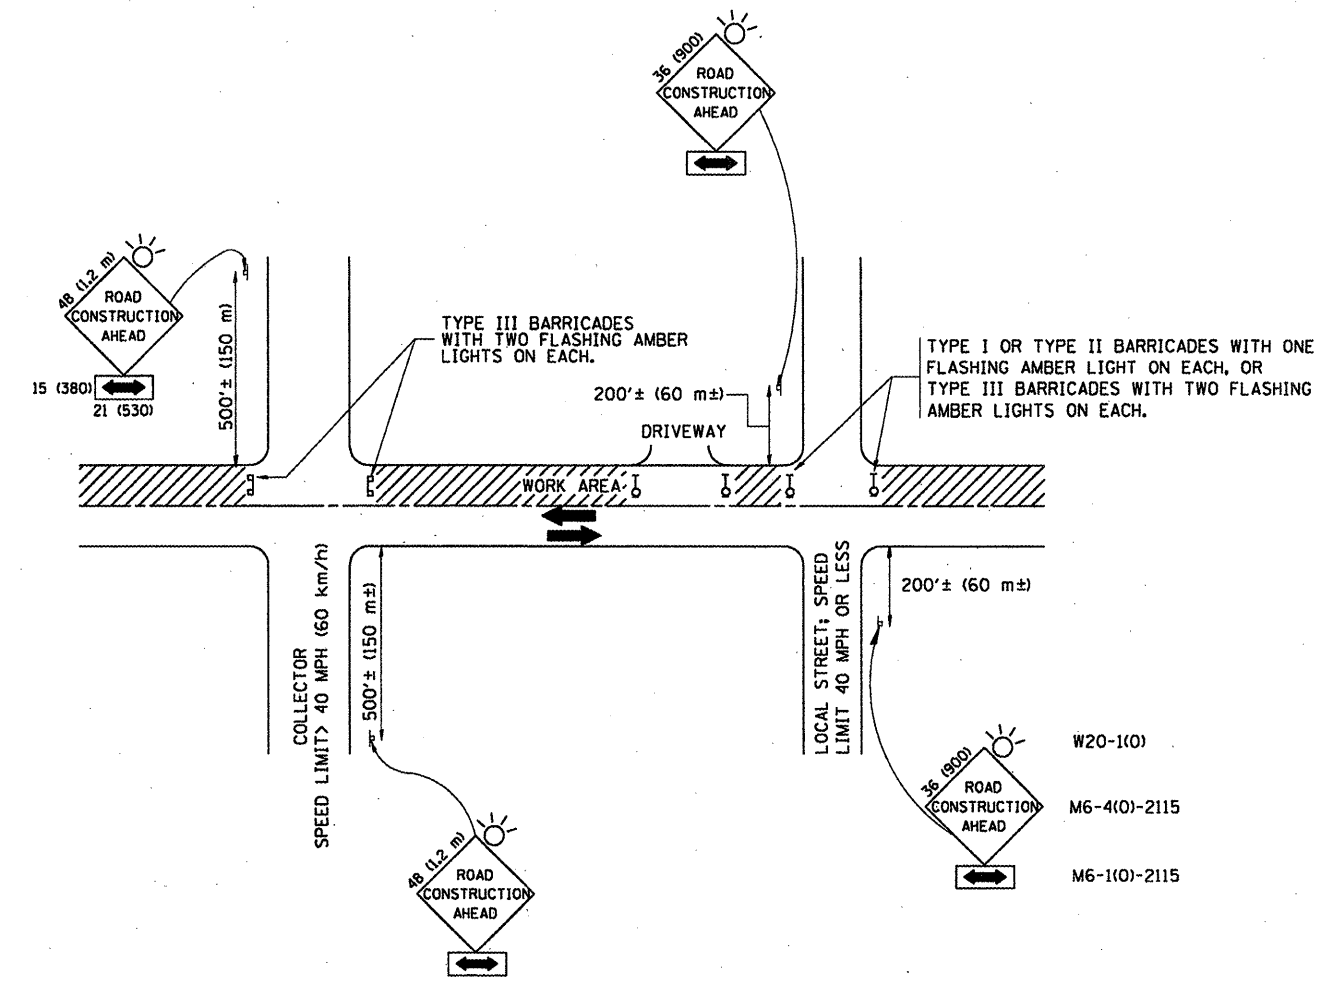 36 (900)
ROAD
CONSTRUCTION
AHEAD
48 (1.2 m)
ROAD
CONSTRUCTION
AHEAD
15 (380)
21 (530)
500'± (150 m)
TYPE III BARRICADES
WITH TWO FLASHING AMBER
LIGHTS ON EACH.
200'± (60 m±)
DRIVEWAY
TYPE I OR TYPE II BARRICADES WITH ONE
FLASHING AMBER LIGHT ON EACH, OR
TYPE III BARRICADES WITH TWO FLASHING
AMBER LIGHTS ON EACH.
WORK AREA
COLLECTOR
SPEED LIMIT> 40 MPH (60 km/h)
500'± (150 m±)
LOCAL STREET; SPEED
LIMIT 40 MPH OR LESS
200'± (60 m±)
48 (1.2 m)
ROAD
CONSTRUCTION
AHEAD
36 (900)
ROAD
CONSTRUCTION
AHEAD
W20-1(O)
M6-4(O)-2115
M6-1(O)-2115